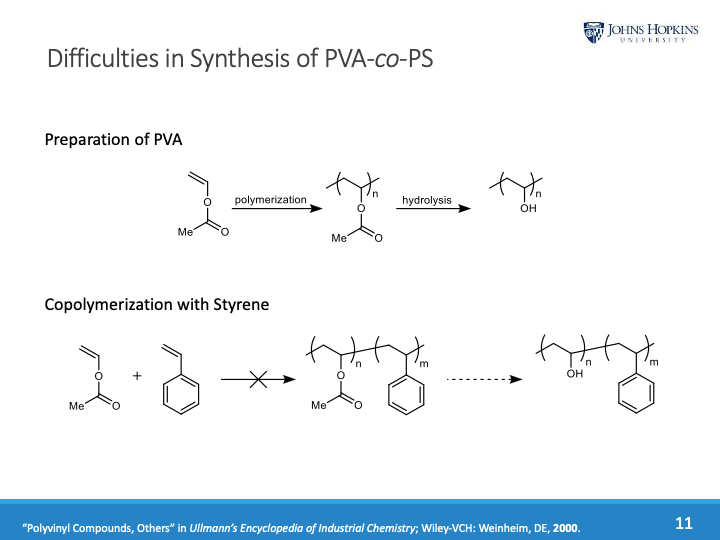 JOHNS HOPKINS
UNIVERSITY
Difficulties in Synthesis of PVA-co-PS
Preparation of PVA
O
Me
O
polymerization
n
O
Me
O
hydrolysis
n
OH
Copolymerization with Styrene
O
Me
O
+
n
m
O
Me
O
n
m
OH
“Polyvinyl Compounds, Others” in Ullmann’s Encyclopedia of Industrial Chemistry; Wiley-VCH: Weinheim, DE, 2000.
11